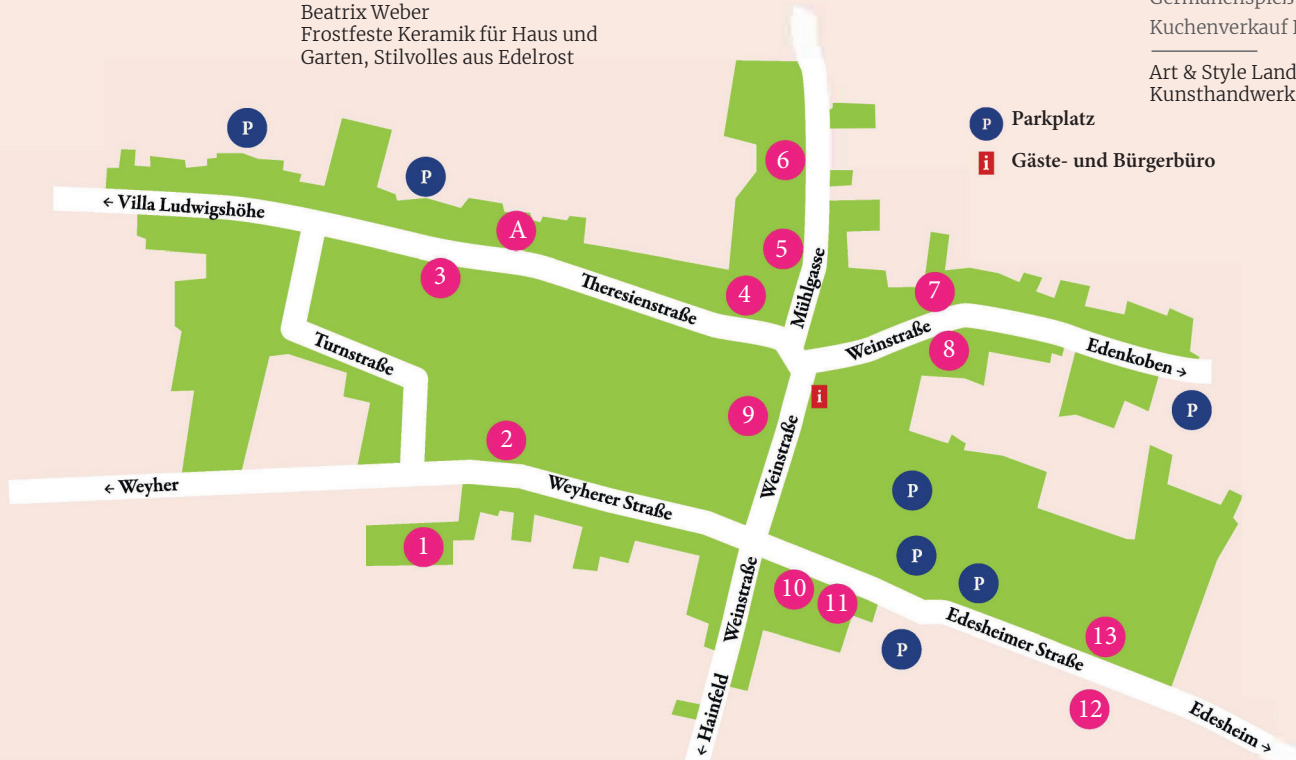 Beatrix Weber
Frostfeste Keramik für Haus und
Garten, Stilvolles aus Edelrost
Germanenspieß
Kuchenverkauf
Art & Style Land
Kunsthandwerk
P Parkplatz
i Gäste- und Bürgerbüro
P
P
← Villa Ludwigshöhe
A
3
Theresienstraße
4
5
6
Mühlgasse
7
Weinstraße
8
Edenkoben →
P
i
Turnstraße
9
2
Weinstraße
← Weyher
Weyherer Straße
P
P
P
1
10
11
Weinstraße
P
Edesheimer Straße
13
12
← Hainfeld
Edesheim →